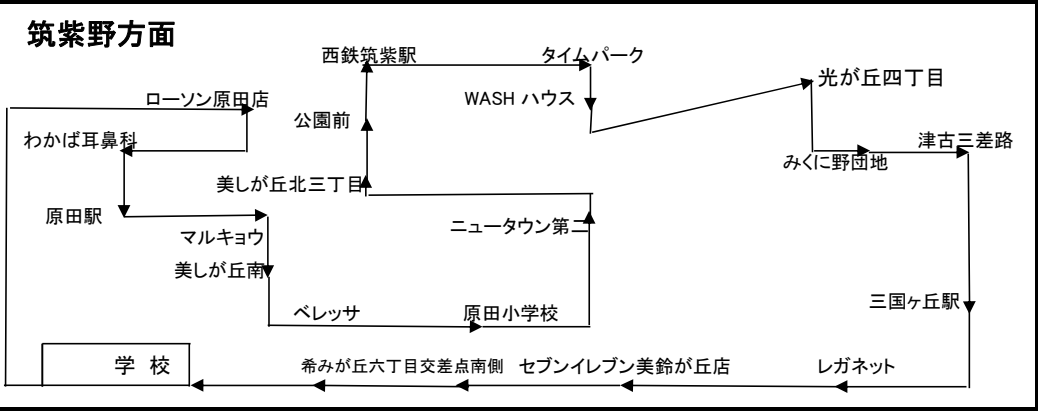 筑紫野方面
西鉄筑紫駅
タイムパーク
光が丘四丁目
ローソン原田店
WASH ハウス
公園前
わかば耳鼻科
津古三差路
みくに野団地
美しが丘北三丁目
原田駅
ニュータウン第二
マルキョウ
美しが丘南
三国ヶ丘駅
ベレッサ
原田小学校
学 校
希みが丘六丁目交差点南側
セブンイレブン美鈴が丘店
レガネット